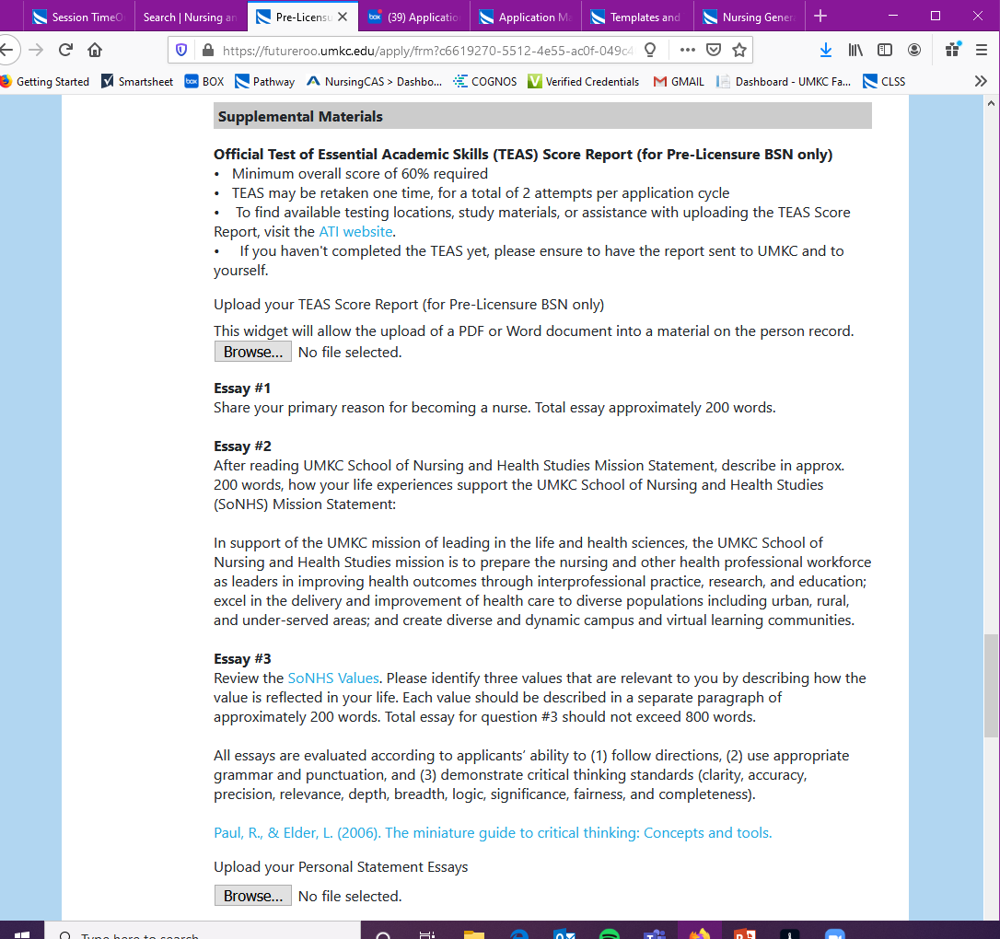 Session TimeO
Search | Nursing an
Pre-Licensu
(39) Applicatio
Application Ma
Templates and
Nursing Gener
https://futureroo.umkc.edu/apply/frm?c6619270-5512-4e55-ac0f-049c4
Getting Started
Smartsheet
box
BOX
Pathway
NursingCAS > Dashbo...
COGNOS
Verified Credentials
GMAIL
Dashboard - UMKC Fa...
CLSS
Supplemental Materials
Official Test of Essential Academic Skills (TEAS) Score Report (for Pre-Licensure BSN only)
• Minimum overall score of 60% required
• TEAS may be retaken one time, for a total of 2 attempts per application cycle
• To find available testing locations, study materials, or assistance with uploading the TEAS Score
Report, visit the ATI website.
• If you haven't completed the TEAS yet, please ensure to have the report sent to UMKC and to
yourself.
Upload your TEAS Score Report (for Pre-Licensure BSN only)
This widget will allow the upload of a PDF or Word document into a material on the person record.
Browse... No file selected.
Essay #1
Share your primary reason for becoming a nurse. Total essay approximately 200 words.
Essay #2
After reading UMKC School of Nursing and Health Studies Mission Statement, describe in approx.
200 words, how your life experiences support the UMKC School of Nursing and Health Studies
(SoNHS) Mission Statement:
In support of the UMKC mission of leading in the life and health sciences, the UMKC School of
Nursing and Health Studies mission is to prepare the nursing and other health professional workforce
as leaders in improving health outcomes through interprofessional practice, research, and education;
excel in the delivery and improvement of health care to diverse populations including urban, rural,
and under-served areas; and create diverse and dynamic campus and virtual learning communities.
Essay #3
Review the SoNHS Values. Please identify three values that are relevant to you by describing how the
value is reflected in your life. Each value should be described in a separate paragraph of
approximately 200 words. Total essay for question #3 should not exceed 800 words.
All essays are evaluated according to applicants’ ability to (1) follow directions, (2) use appropriate
grammar and punctuation, and (3) demonstrate critical thinking standards (clarity, accuracy,
precision, relevance, depth, breadth, logic, significance, fairness, and completeness).
Paul, R., & Elder, L. (2006). The miniature guide to critical thinking: Concepts and tools.
Upload your Personal Statement Essays
Browse... No file selected.
Type here to search